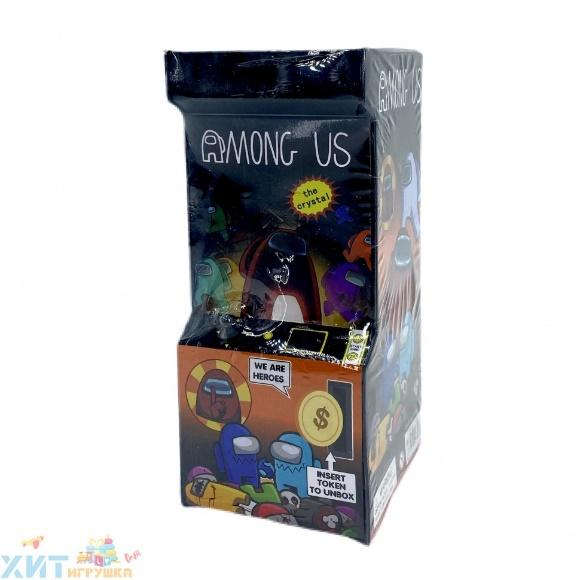 AMONG US
AMONG US
the
crystal
WE ARE
HEROES
$
INSERT
TOKEN
TO UNBOX
ХИТ
ИГРУШКА